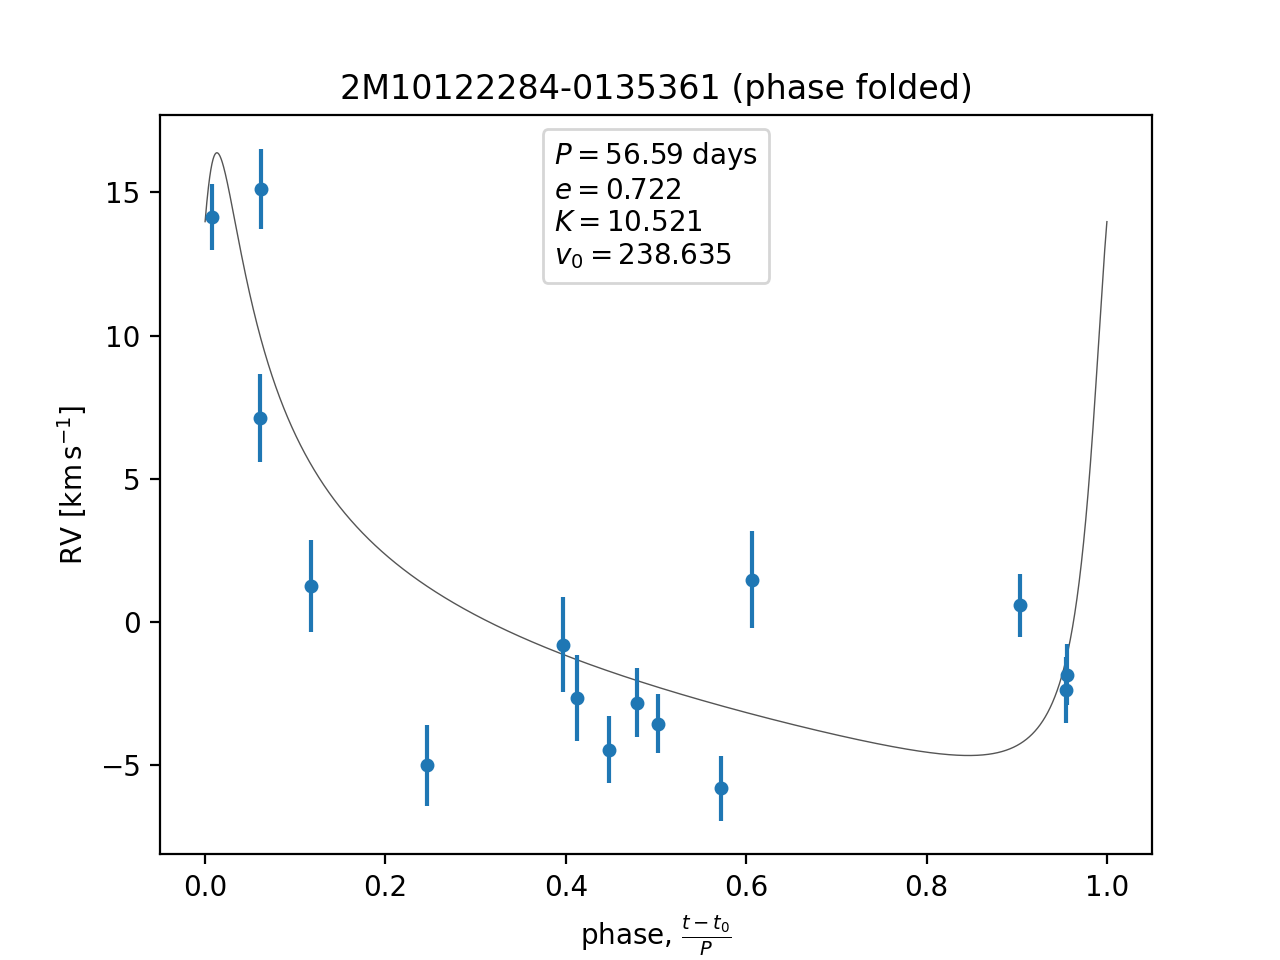 2M10122284-0135361 (phase folded)
P = 56.59 days
e = 0.722
K = 10.521
v₀ = 238.635
RV [km s⁻¹]
15
10
5
0
−5
0.0 0.2 0.4 0.6 0.8 1.0
phase, (t − t₀)/P